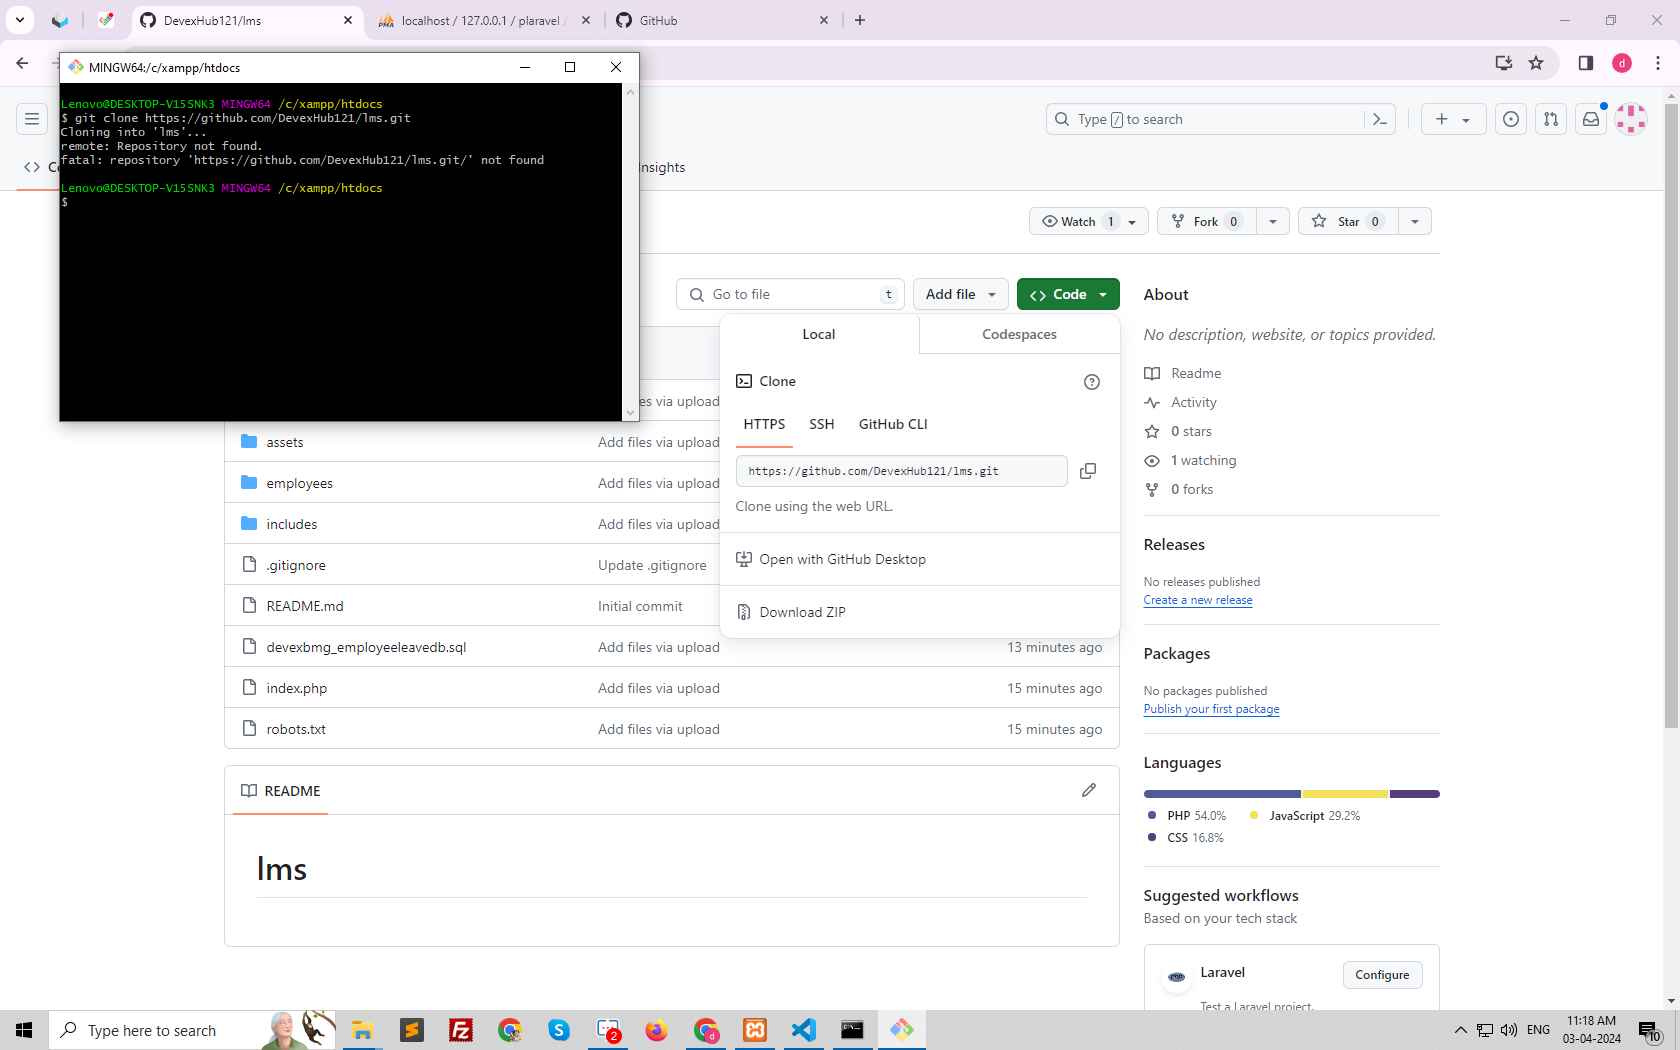 DevexHub121/lms
localhost / 127.0.0.1 / plaravel /
GitHub
d
MINGW64:/c/xampp/htdocs
Lenovo@DESKTOP-V15SNK3 MINGW64 /c/xampp/htdocs
$ git clone https://github.com/DevexHub121/lms.git
Cloning into 'lms'...
remote: Repository not found.
fatal: repository 'https://github.com/DevexHub121/lms.git/' not found
Lenovo@DESKTOP-V15SNK3 MINGW64 /c/xampp/htdocs
$
Type / to search
Insights
Watch 1
Fork 0
Star 0
Go to file t
Add file
Code
Local
Codespaces
Clone
HTTPS SSH GitHub CLI
https://github.com/DevexHub121/lms.git
Clone using the web URL.
Open with GitHub Desktop
Download ZIP
es via upload
assets Add files via upload
employees Add files via upload
includes Add files via upload
.gitignore Update .gitignore
README.md Initial commit
devexbmg_employeeleavedb.sql Add files via upload 13 minutes ago
index.php Add files via upload 15 minutes ago
robots.txt Add files via upload 15 minutes ago
README
lms
About
No description, website, or topics provided.
Readme
Activity
0 stars
1 watching
0 forks
Releases
No releases published
Create a new release
Packages
No packages published
Publish your first package
Languages
PHP 54.0% JavaScript 29.2%
CSS 16.8%
Suggested workflows
Based on your tech stack
php
Laravel
Configure
Test a Laravel project.
Type here to search
2
d
ENG
11:18 AM
03-04-2024
10